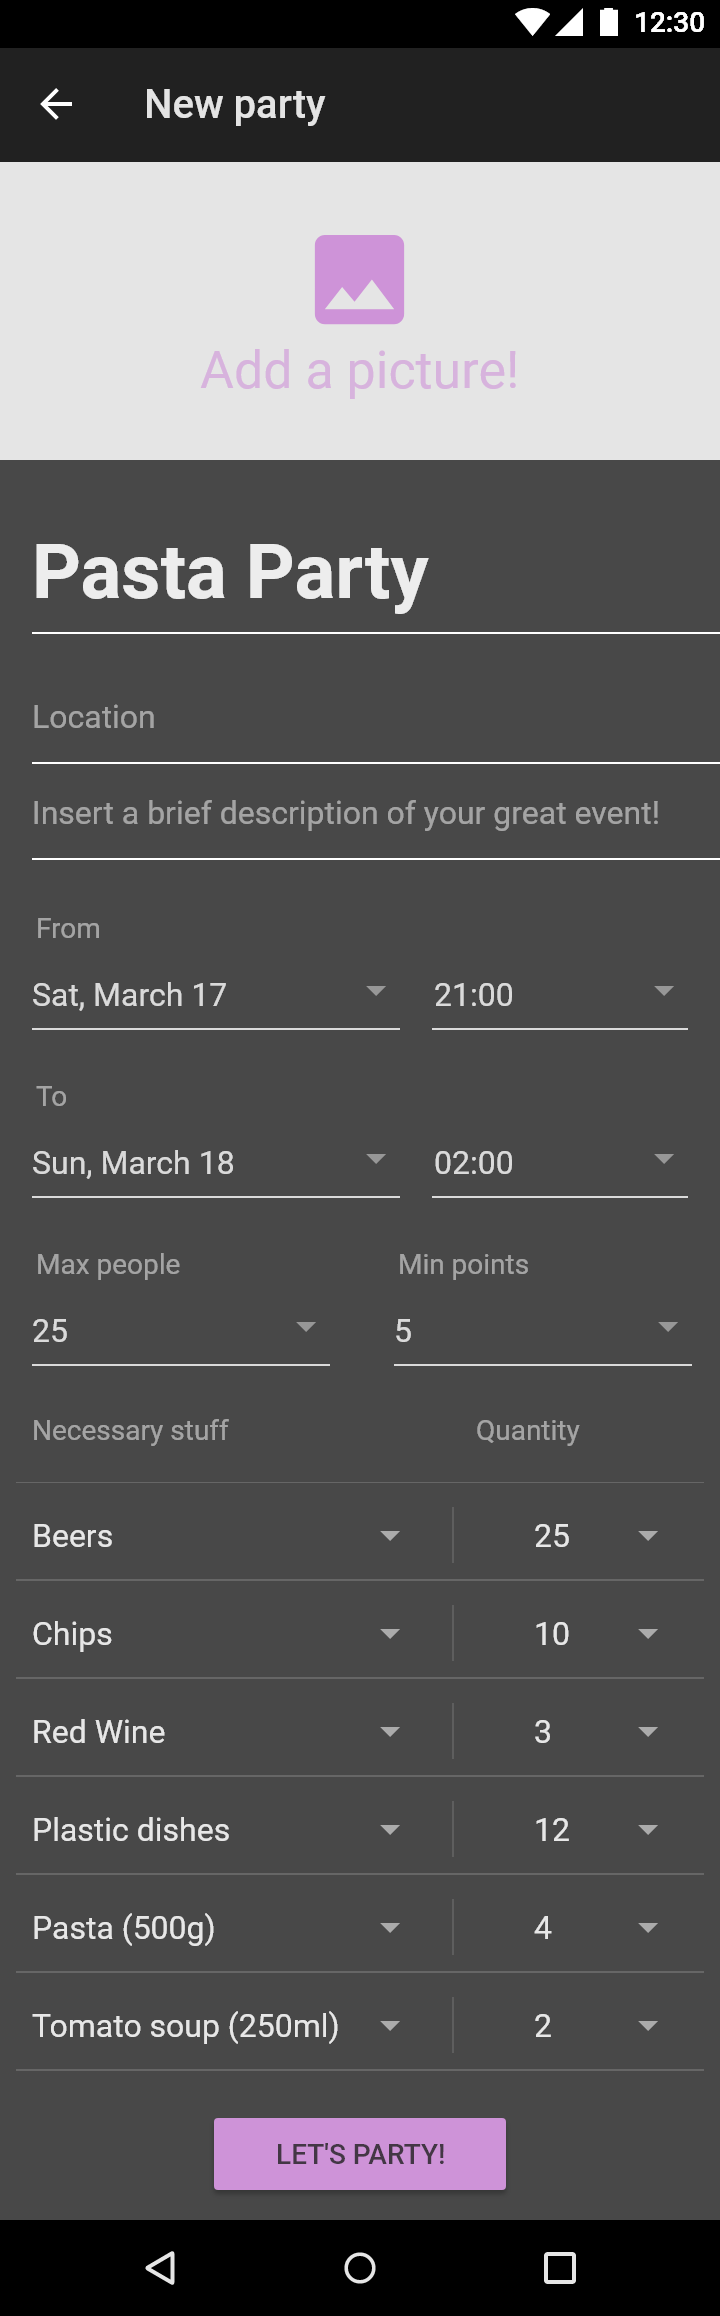 12:30
New party
Add a picture!
Pasta Party
Location
Insert a brief description of your great event!
From
Sat, March 17 21:00
To
Sun, March 18 02:00
Max people Min points
25 5
Necessary stuff Quantity
Beers 25
Chips 10
Red Wine 3
Plastic dishes 12
Pasta (500g) 4
Tomato soup (250ml) 2
LET'S PARTY!